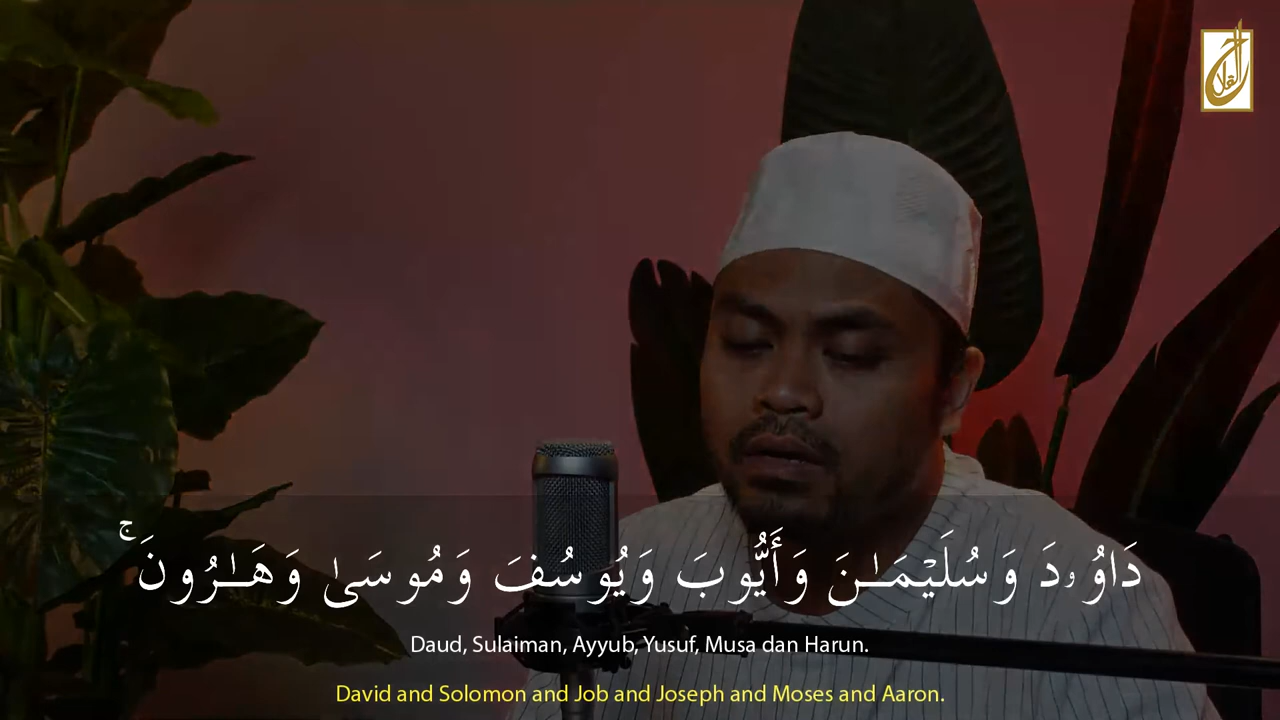 الفلاح
دَاوُۥدَ وَسُلَيْمَـٰنَ وَأَيُّوبَ وَيُوسُفَ وَمُوسَىٰ وَهَـٰرُونَ ۚ
Daud, Sulaiman, Ayyub, Yusuf, Musa dan Harun.
David and Solomon and Job and Joseph and Moses and Aaron.